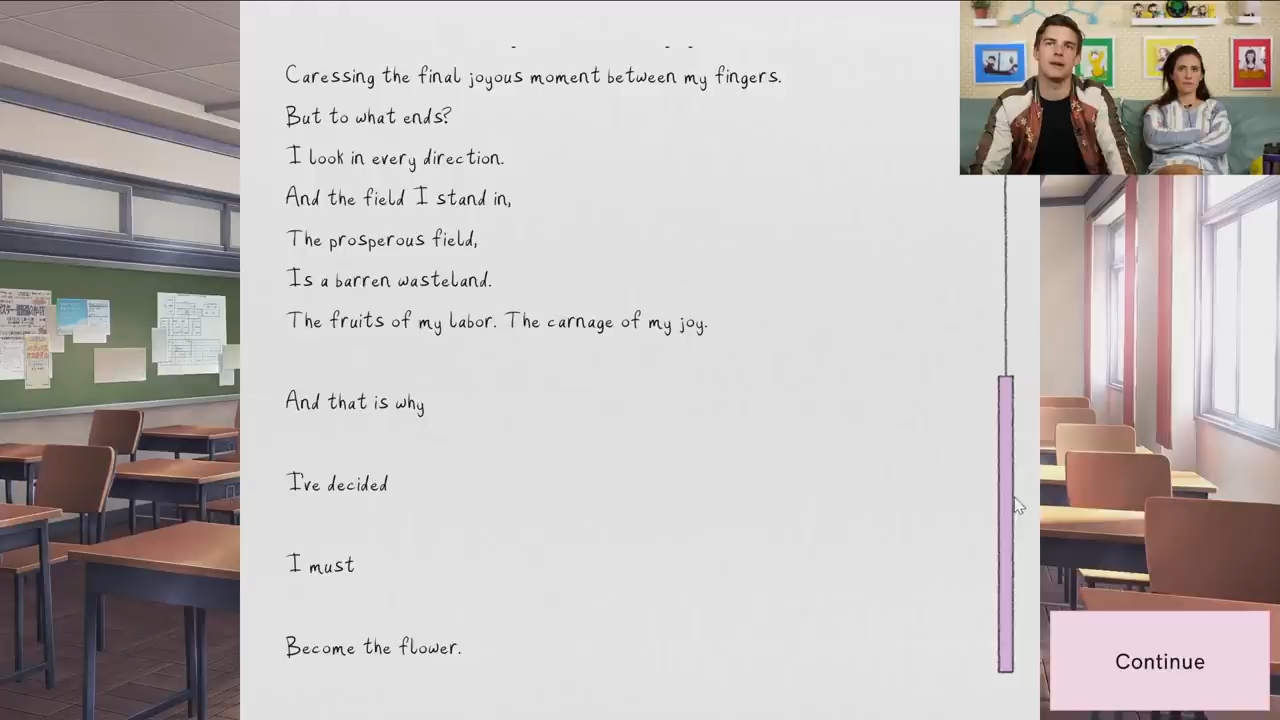 Caressing the final joyous moment between my fingers.
But to what ends?
I look in every direction.
And the field I stand in,
The prosperous field,
Is a barren wasteland.
The fruits of my labor. The carnage of my joy.
And that is why
I've decided
I must
Become the flower.
Continue